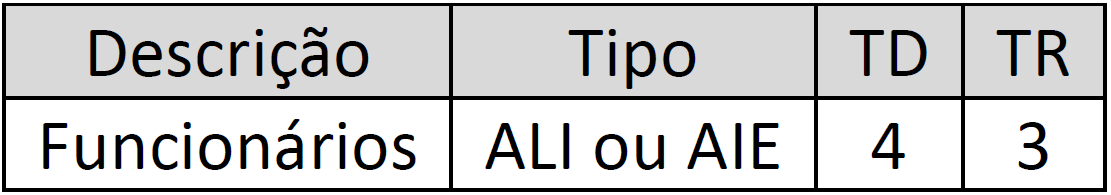 Descrição Tipo TD TR
Funcionários ALI ou AIE 4 3